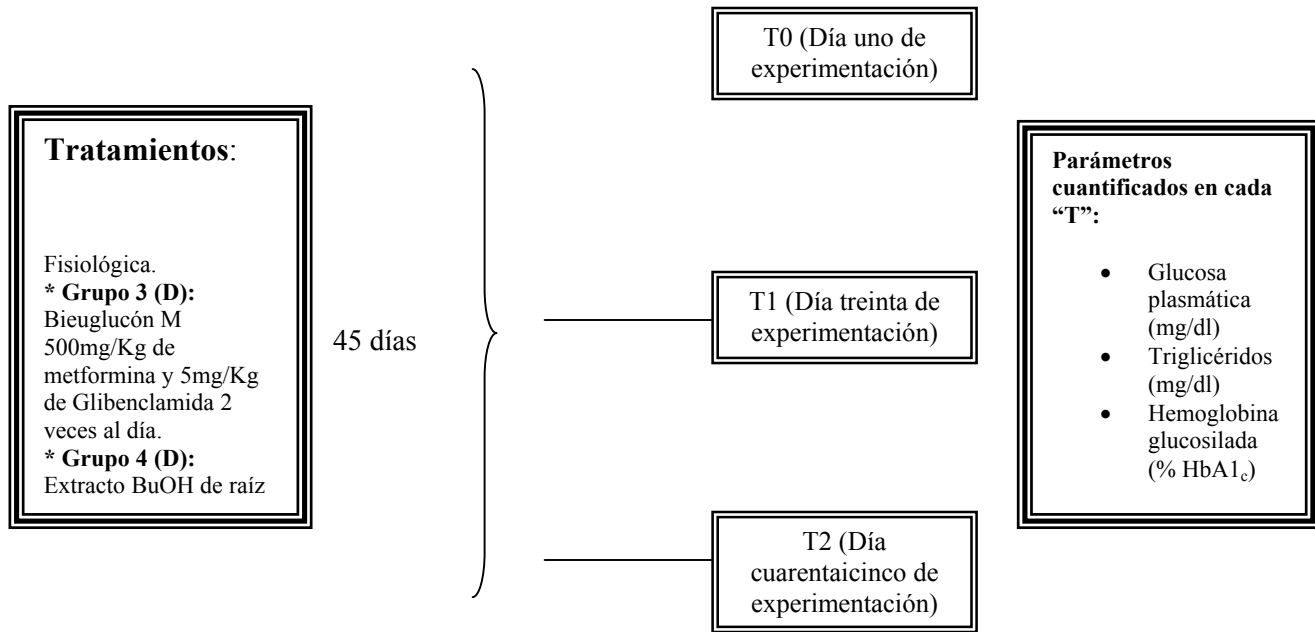 Tratamientos:
Fisiológica.
* Grupo 3 (D):
Bieuglucón M
500mg/Kg de
metformina y 5mg/Kg
de Glibenclamida 2
veces al día.
* Grupo 4 (D):
Extracto BuOH de raíz
45 días
T0 (Día uno de
experimentación)
T1 (Día treinta de
experimentación)
T2 (Día
cuarentaicinco de
experimentación)
Parámetros
cuantificados en cada
“T”:
• Glucosa
plasmática
(mg/dl)
• Triglicéridos
(mg/dl)
• Hemoglobina
glucosilada
(% HbA1c)